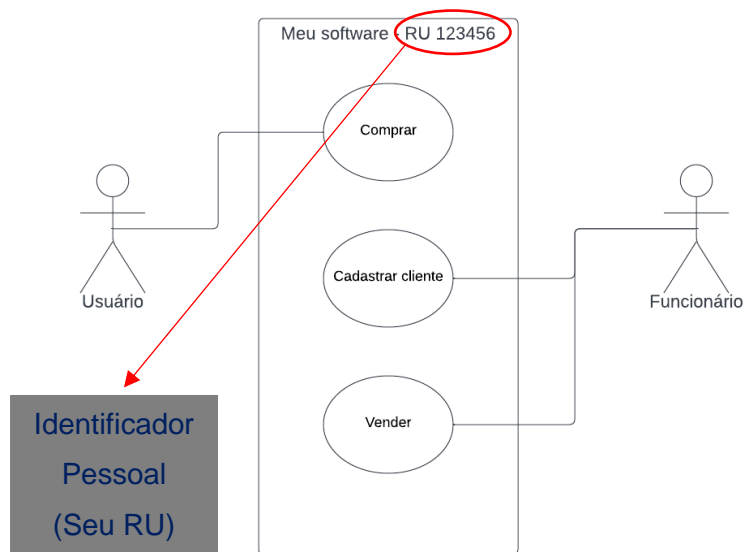 Meu software - RU 123456
Comprar
Usuário
Cadastrar cliente
Funcionário
Vender
Identificador
Pessoal
(Seu RU)